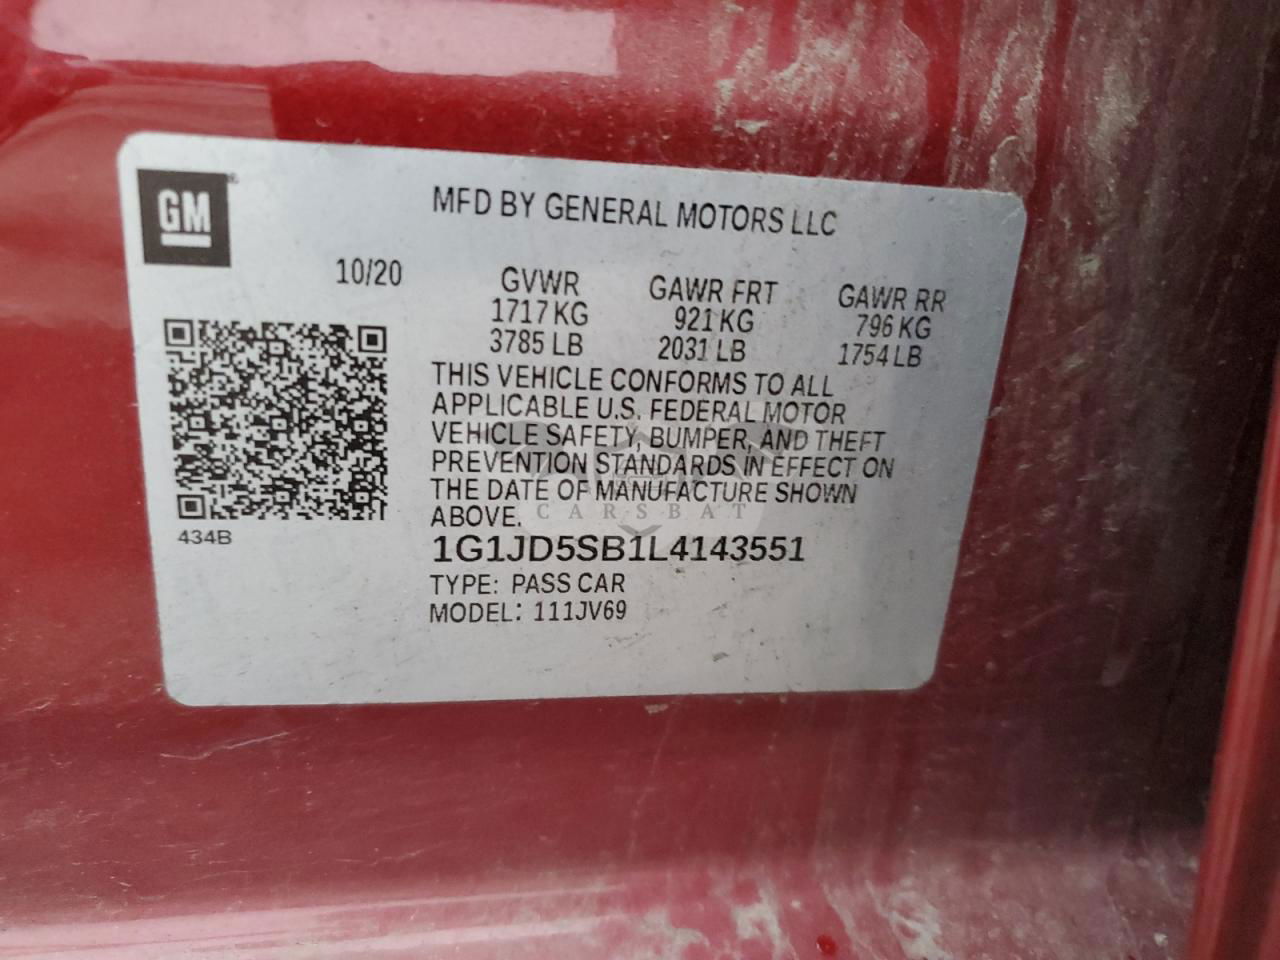 GM
MFD BY GENERAL MOTORS LLC
10/20
GVWR GAWR FRT GAWR RR
1717 KG 921 KG 796 KG
3785 LB 2031 LB 1754 LB
THIS VEHICLE CONFORMS TO ALL
APPLICABLE U.S. FEDERAL MOTOR
VEHICLE SAFETY, BUMPER, AND THEFT
PREVENTION STANDARDS IN EFFECT ON
THE DATE OF MANUFACTURE SHOWN
ABOVE.
CARSBAT
434B
1G1JD5SB1L4143551
TYPE: PASS CAR
MODEL: 111JV69